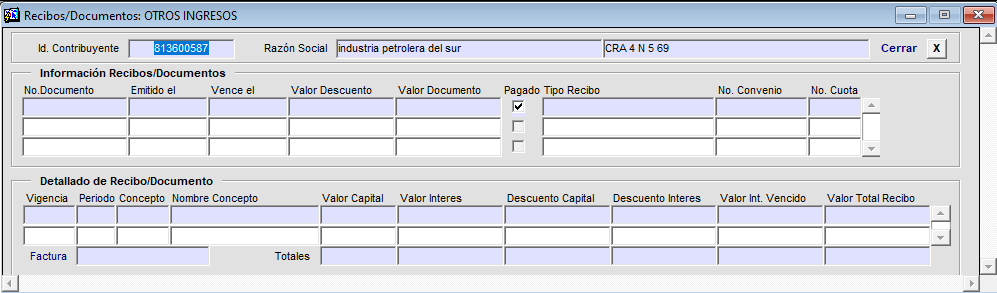 Recibos/Documentos: OTROS INGRESOS
Id. Contribuyente 813600587 Razón Social industria petrolera del sur CRA 4 N 5 69 Cerrar X
Información Recibos/Documentos
No.Documento Emitido el Vence el Valor Descuento Valor Documento Pagado Tipo Recibo No. Convenio No. Cuota
Detallado de Recibo/Documento
Vigencia Periodo Concepto Nombre Concepto Valor Capital Valor Interes Descuento Capital Descuento Interes Valor Int. Vencido Valor Total Recibo
Factura Totales